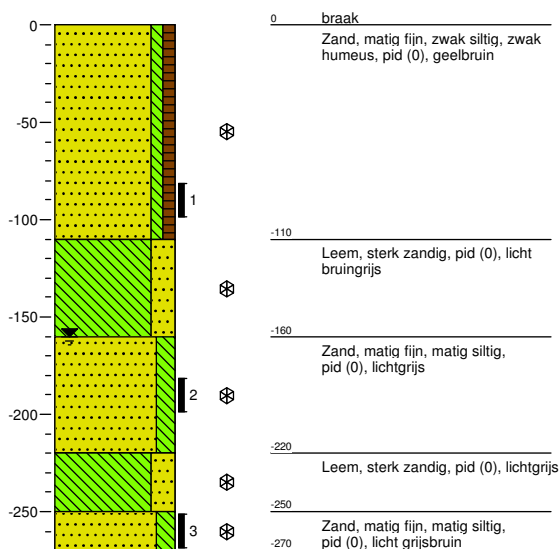 0
0 braak
Zand, matig fijn, zwak siltig, zwak
humeus, pid (0), geelbruin
-50
1
-100
-110
Leem, sterk zandig, pid (0), licht
bruingrijs
-150
-160
Zand, matig fijn, matig siltig,
pid (0), lichtgrijs
2
-200
-220
Leem, sterk zandig, pid (0), lichtgrijs
-250
-250
Zand, matig fijn, matig siltig,
pid (0), licht grijsbruin
3
-270